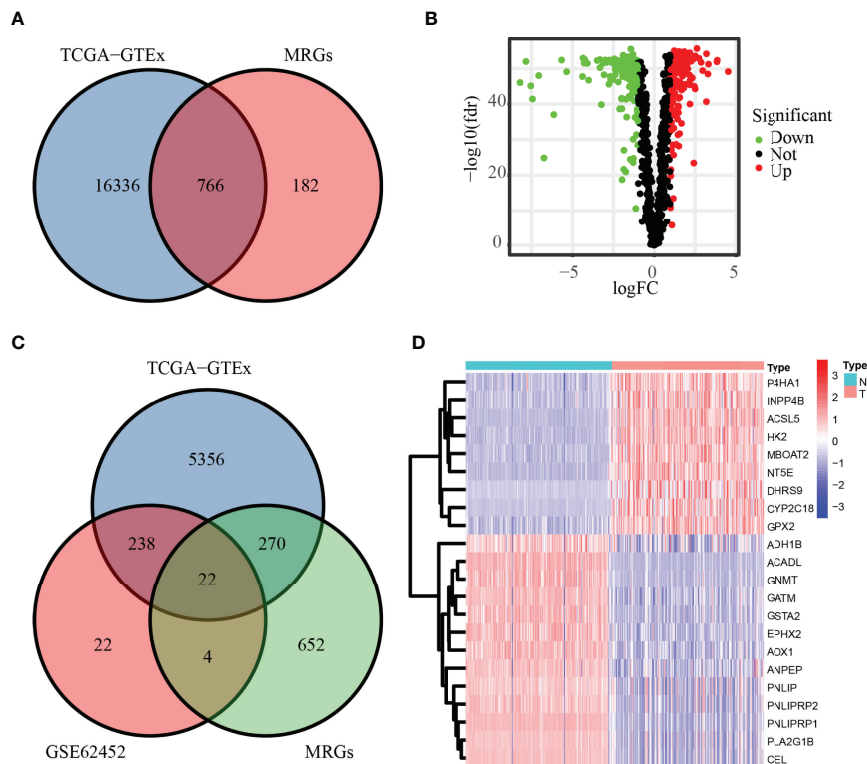 A
TCGA−GTEx
MRGs
16336
766
182
B
−log10(fdr)
40
20
0
−5
0
5
logFC
Significant
Down
Not
Up
C
TCGA−GTEx
5356
238
270
22
22
4
652
GSE62452
MRGs
D
Type
P4HA1
INPP4B
ACSL5
HK2
MBOAT2
NT5E
DHRS9
CYP2C18
GPX2
ADH1B
ACADL
GNMT
GATM
GSTA2
EPHX2
AOX1
ANPEP
PNLIP
PNLIPRP2
PNLIPRP1
PLA2G1B
CEL
3
2
1
0
−1
−2
−3
Type
N
T